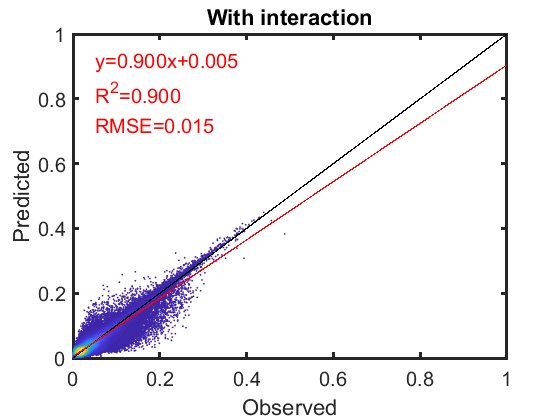 With interaction
y=0.900x+0.005
R²=0.900
RMSE=0.015
Predicted
1
0.8
0.6
0.4
0.2
0
0 0.2 0.4 0.6 0.8 1
Observed